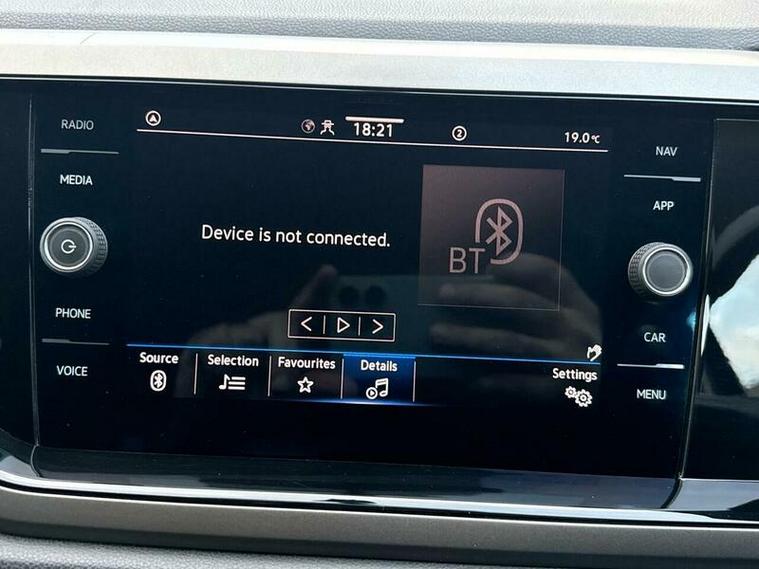 RADIO
18:21
2
19.0°C
NAV
MEDIA
APP
Device is not connected.
BT
PHONE
CAR
VOICE
Source
Selection
Favourites
Details
Settings
MENU